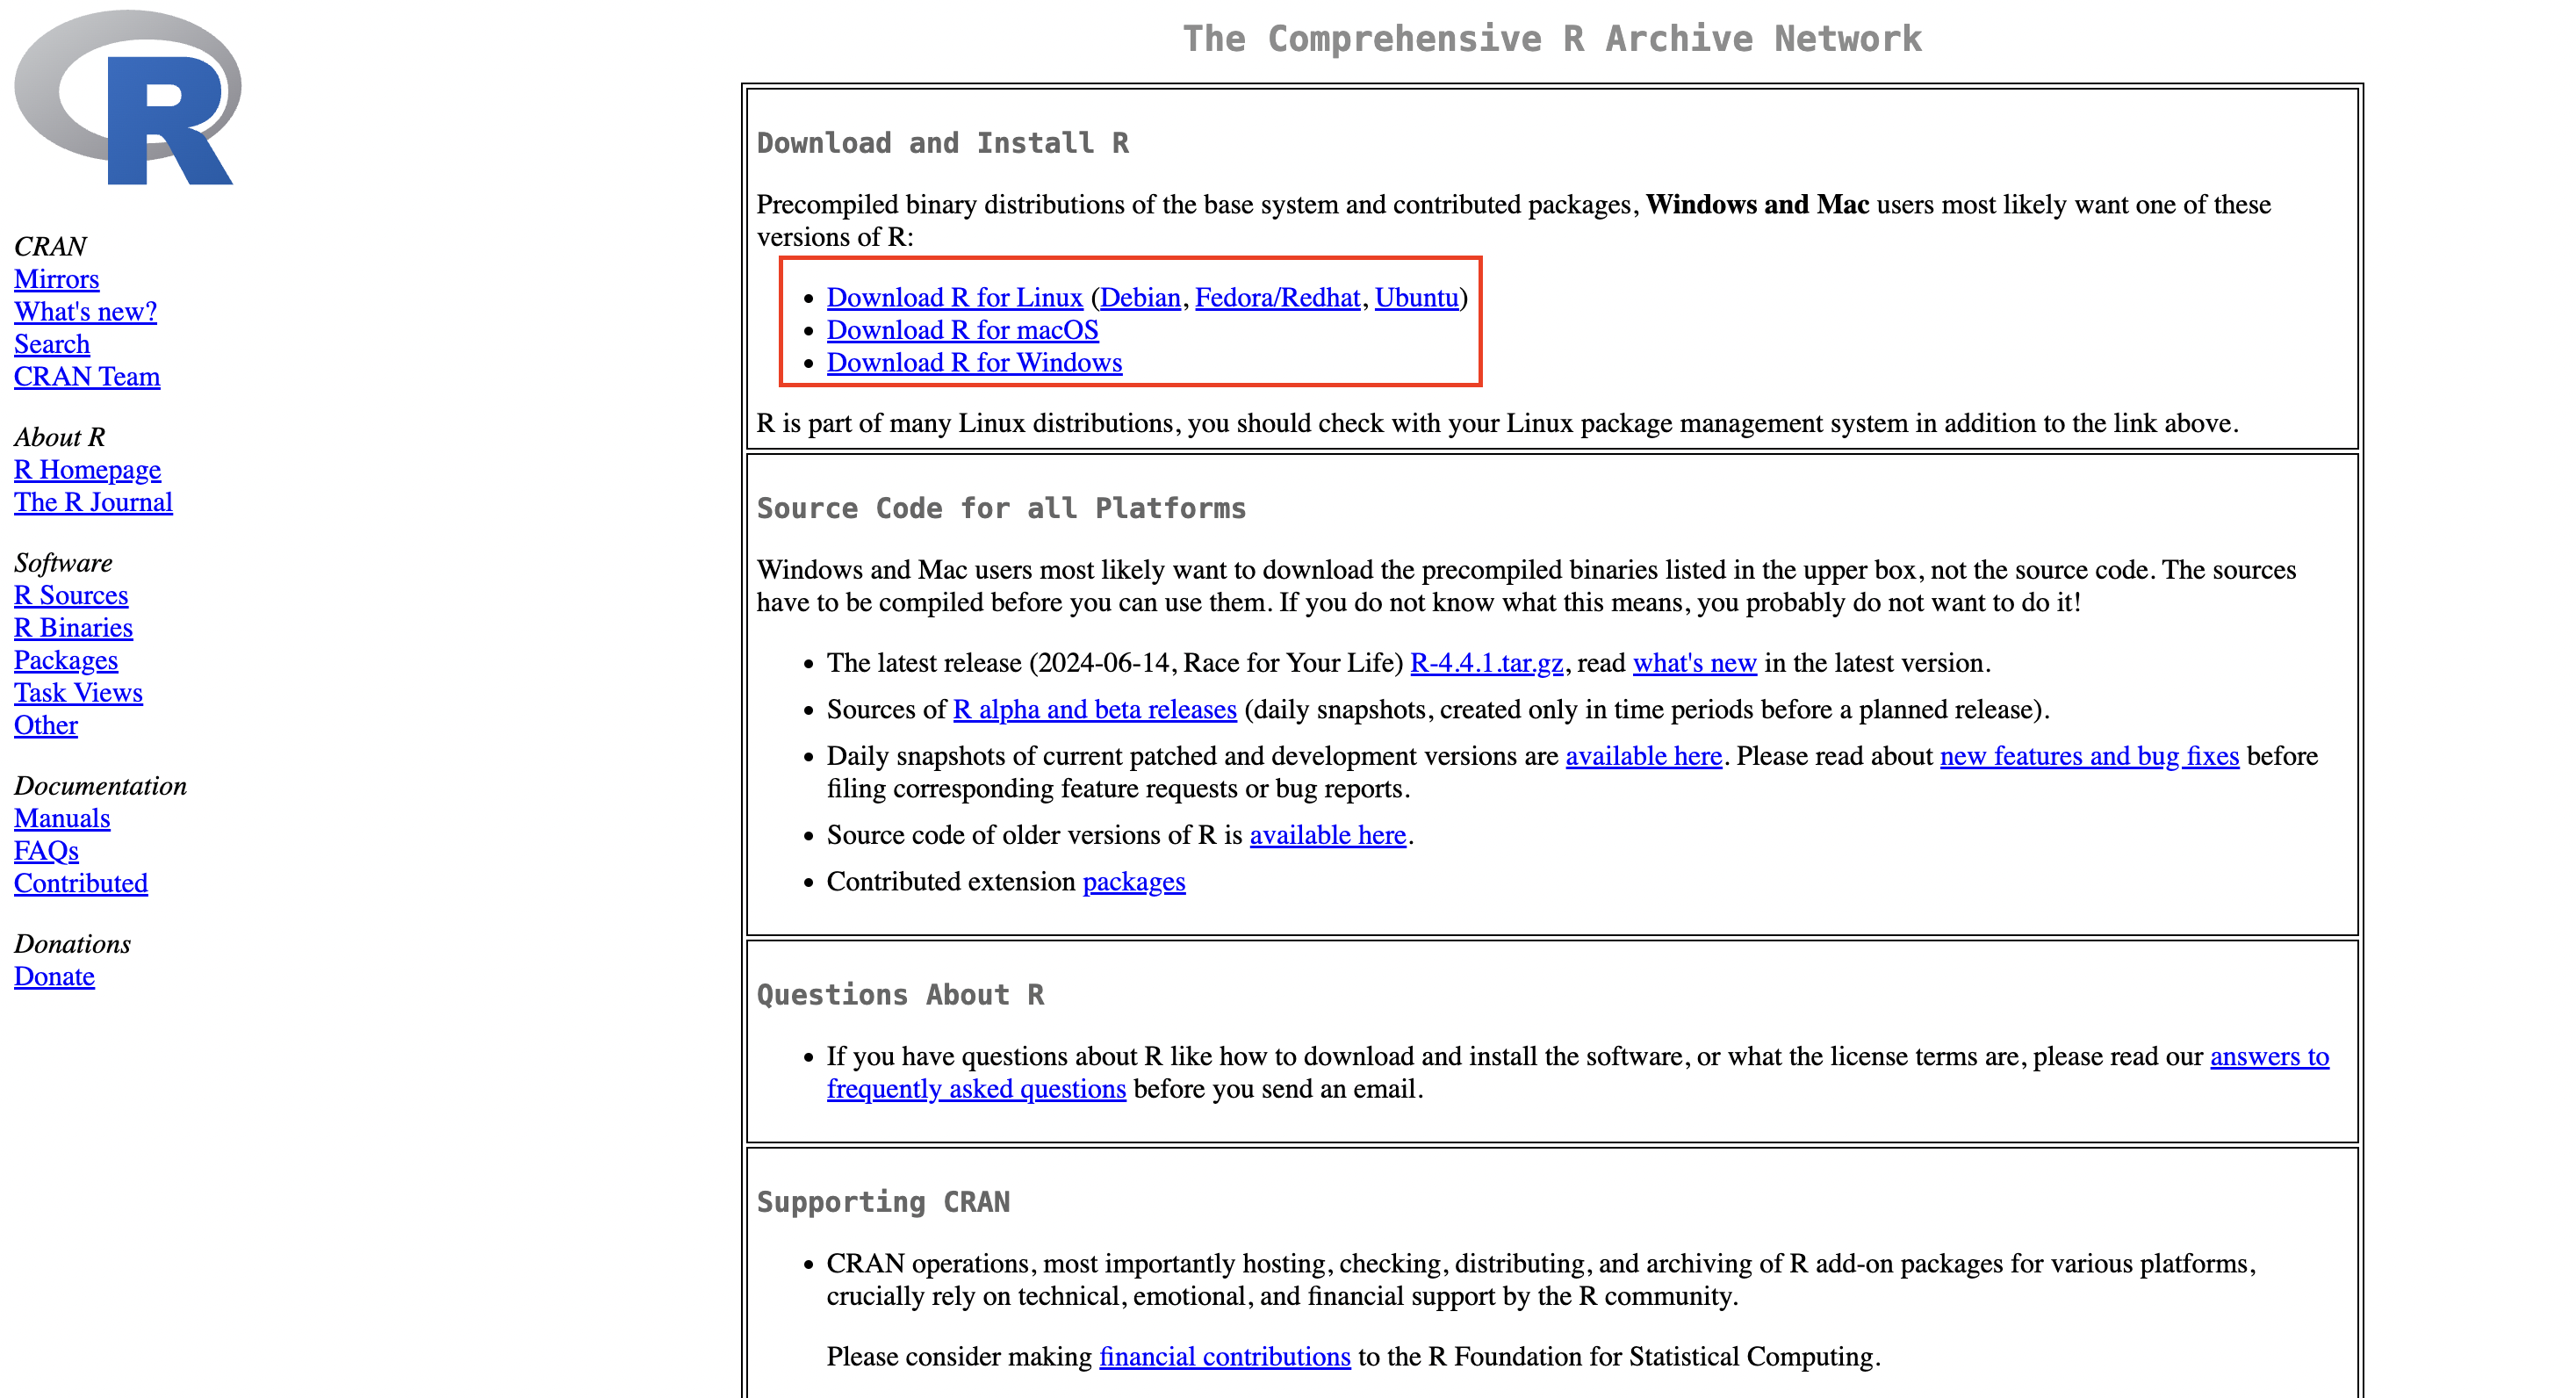 R
CRAN
Mirrors
What's new?
Search
CRAN Team
About R
R Homepage
The R Journal
Software
R Sources
R Binaries
Packages
Task Views
Other
Documentation
Manuals
FAQs
Contributed
Donations
Donate
The Comprehensive R Archive Network
Download and Install R
Precompiled binary distributions of the base system and contributed packages, Windows and Mac users most likely want one of these
versions of R:
• Download R for Linux (Debian, Fedora/Redhat, Ubuntu)
• Download R for macOS
• Download R for Windows
R is part of many Linux distributions, you should check with your Linux package management system in addition to the link above.
Source Code for all Platforms
Windows and Mac users most likely want to download the precompiled binaries listed in the upper box, not the source code. The sources
have to be compiled before you can use them. If you do not know what this means, you probably do not want to do it!
• The latest release (2024-06-14, Race for Your Life) R-4.4.1.tar.gz, read what's new in the latest version.
• Sources of R alpha and beta releases (daily snapshots, created only in time periods before a planned release).
• Daily snapshots of current patched and development versions are available here. Please read about new features and bug fixes before
filing corresponding feature requests or bug reports.
• Source code of older versions of R is available here.
• Contributed extension packages
Questions About R
• If you have questions about R like how to download and install the software, or what the license terms are, please read our answers to
frequently asked questions before you send an email.
Supporting CRAN
• CRAN operations, most importantly hosting, checking, distributing, and archiving of R add-on packages for various platforms,
crucially rely on technical, emotional, and financial support by the R community.
Please consider making financial contributions to the R Foundation for Statistical Computing.